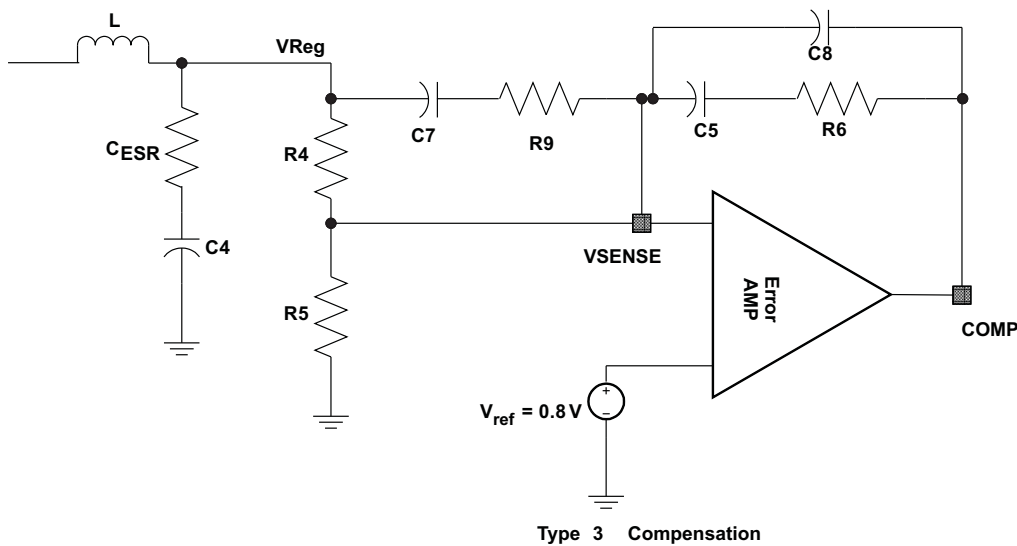 L
VReg
C8
C7
R9
C5
R6
CESR
R4
C4
VSENSE
R5
Error
AMP
COMP
+
−
Vref = 0.8 V
Type 3 Compensation